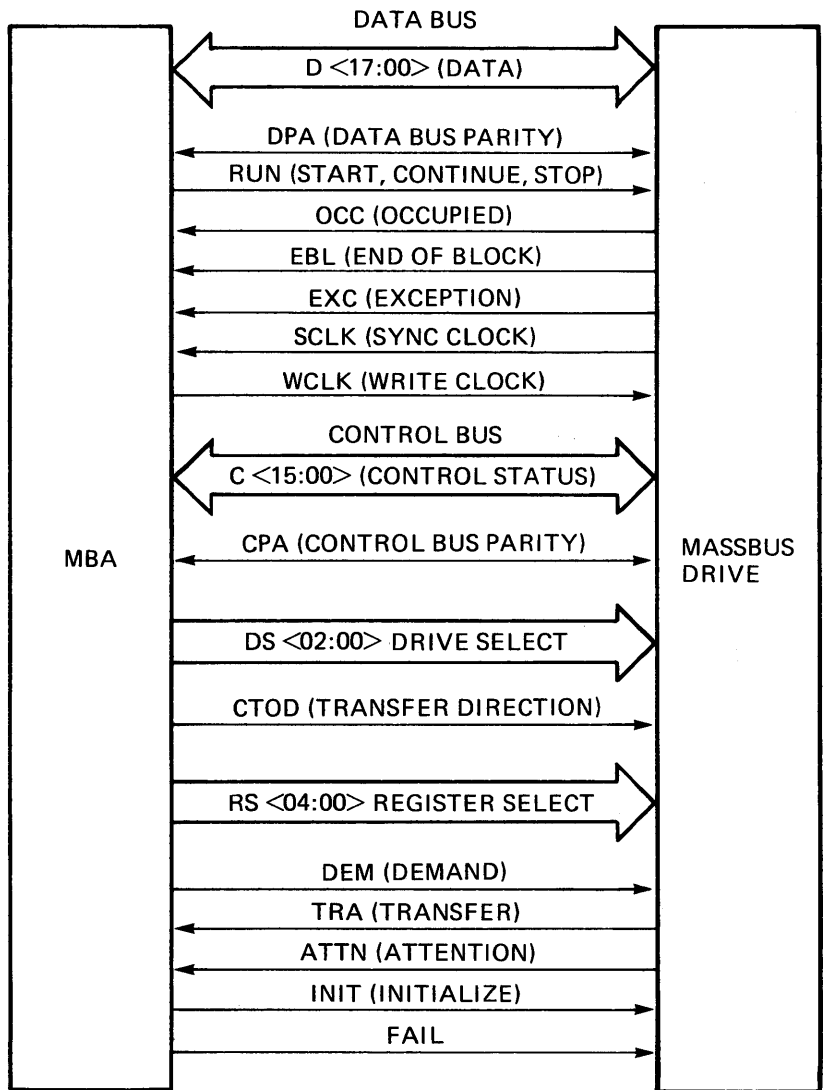 DATA BUS
D <17:00> (DATA)
DPA (DATA BUS PARITY)
RUN (START, CONTINUE, STOP)
OCC (OCCUPIED)
EBL (END OF BLOCK)
EXC (EXCEPTION)
SCLK (SYNC CLOCK)
WCLK (WRITE CLOCK)
CONTROL BUS
C <15:00> (CONTROL STATUS)
CPA (CONTROL BUS PARITY)
MBA
MASSBUS
DRIVE
DS <02:00> DRIVE SELECT
CTOD (TRANSFER DIRECTION)
RS <04:00> REGISTER SELECT
DEM (DEMAND)
TRA (TRANSFER)
ATTN (ATTENTION)
INIT (INITIALIZE)
FAIL